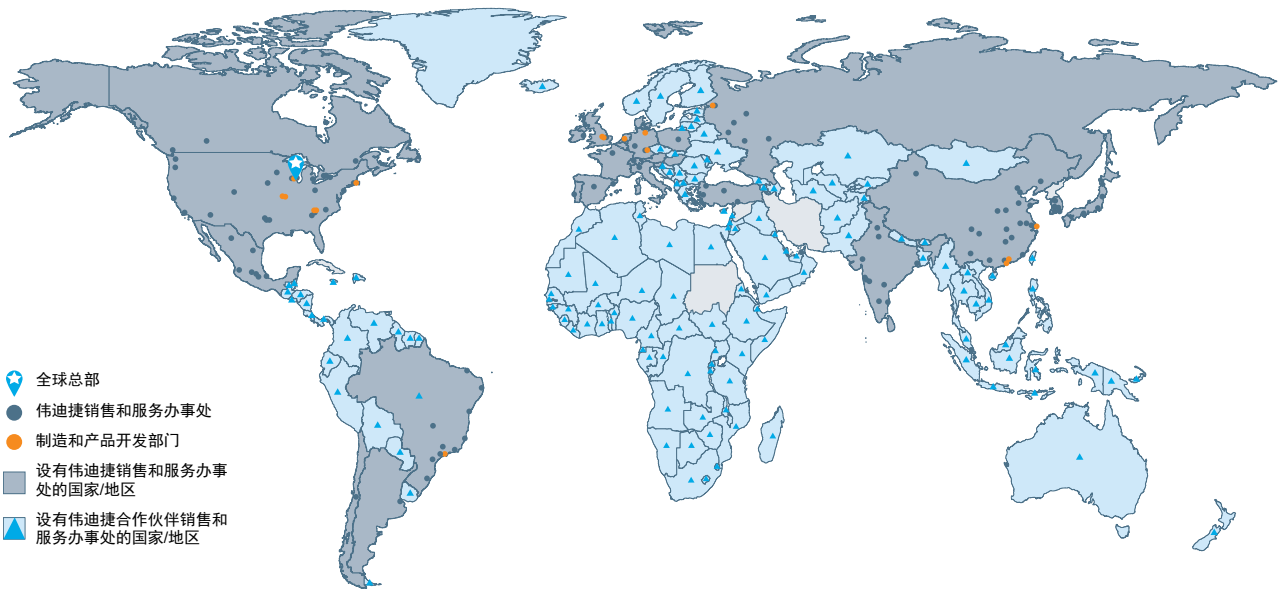 全球总部
伟迪捷销售和服务办事处
制造和产品开发部门
设有伟迪捷销售和服务办事
处的国家/地区
设有伟迪捷合作伙伴销售和
服务办事处的国家/地区